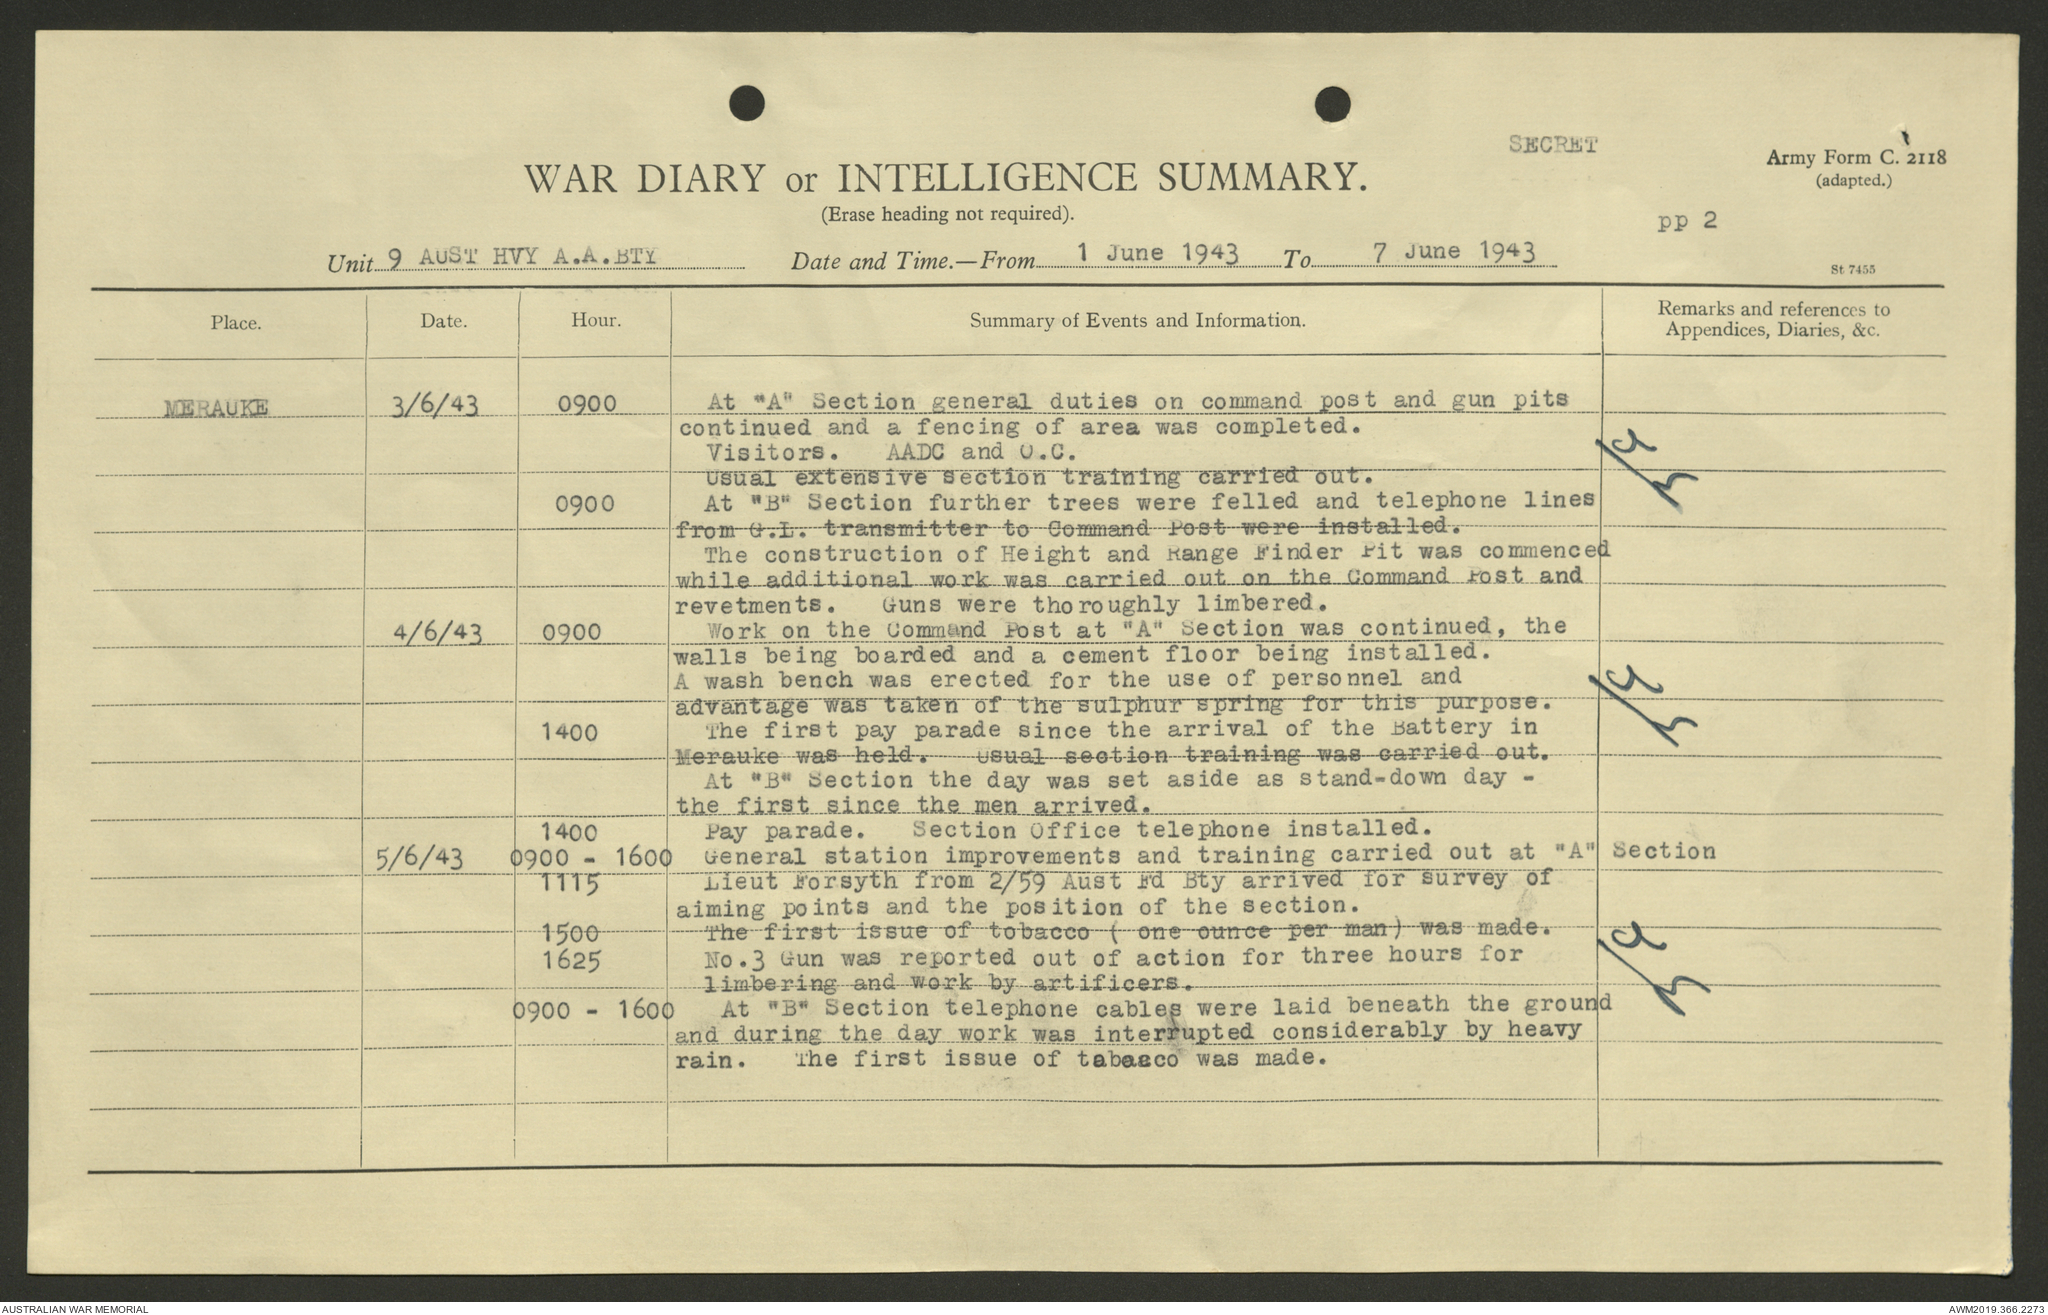 SECRET
Army Form C. 2118
(adapted.)
WAR DIARY or INTELLIGENCE SUMMARY.
(Erase heading not required).
pp 2
Unit 9 AUST HVY A.A.BTY Date and Time.—From 1 June 1943 To 7 June 1943
St 7455
Place. Date. Hour. Summary of Events and Information. Remarks and references to
Appendices, Diaries, &c.
MERAUKE 3/6/43 0900 At "A" Section general duties on command post and gun pits
continued and a fencing of area was completed.
Visitors. AADC and O.C.
Usual extensive section training carried out.
0900 At "B" Section further trees were felled and telephone lines
from G.L. transmitter to Command Post were installed.
The construction of Height and Range Finder Pit was commenced
while additional work was carried out on the Command Post and
revetments. Guns were thoroughly limbered.
4/6/43 0900 Work on the Command Post at "A" Section was continued, the
walls being boarded and a cement floor being installed.
A wash bench was erected for the use of personnel and
advantage was taken of the sulphur spring for this purpose.
1400 The first pay parade since the arrival of the Battery in
Merauke was held. Usual section training was carried out.
At "B" Section the day was set aside as stand-down day -
the first since the men arrived.
1400 Pay parade. Section Office telephone installed.
5/6/43 0900 - 1600 General station improvements and training carried out at "A" Section
1115 Lieut Forsyth from 2/59 Aust Fd Bty arrived for survey of
aiming points and the position of the section.
1500 The first issue of tobacco ( one ounce per man) was made.
1625 No.3 Gun was reported out of action for three hours for
limbering and work by artificers.
0900 - 1600 At "B" Section telephone cables were laid beneath the ground
and during the day work was interrupted considerably by heavy
rain. The first issue of tobacco was made.
AUSTRALIAN WAR MEMORIAL
AWM2019.366.2273